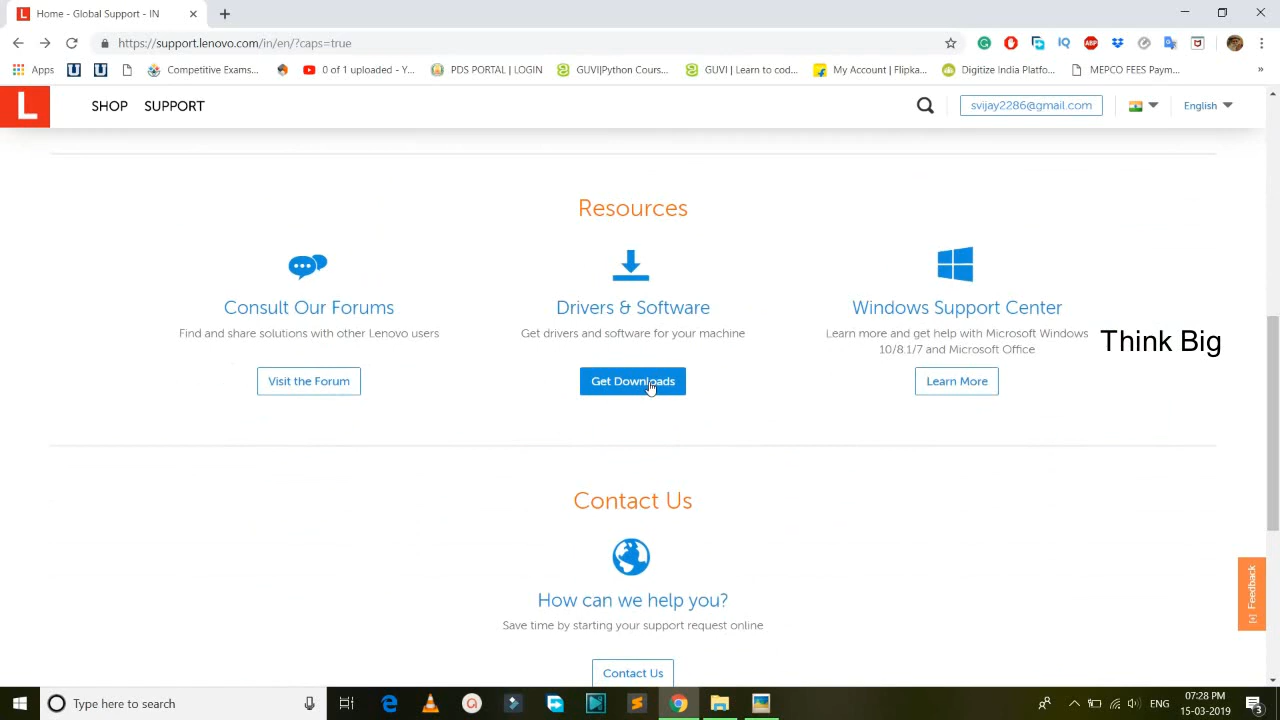 Home - Global Support - IN
https://support.lenovo.com/in/en/?caps=true
Apps
Competitive Exams...
0 of 1 uploaded - Y...
PDS PORTAL | LOGIN
GUVI|Python Cours...
GUVI | Learn to cod...
My Account | Flipka...
Digitize India Platfo...
MEPCO FEES Paym...
L SHOP SUPPORT svijay2286@gmail.com English
Resources
Consult Our Forums
Find and share solutions with other Lenovo users
Visit the Forum
Drivers & Software
Get drivers and software for your machine
Get Downloads
Windows Support Center
Learn more and get help with Microsoft Windows
10/8.1/7 and Microsoft Office
Learn More
Think Big
Contact Us
How can we help you?
Save time by starting your support request online
Contact Us
[+] Feedback
Type here to search
ENG
07:28 PM
15-03-2019
3